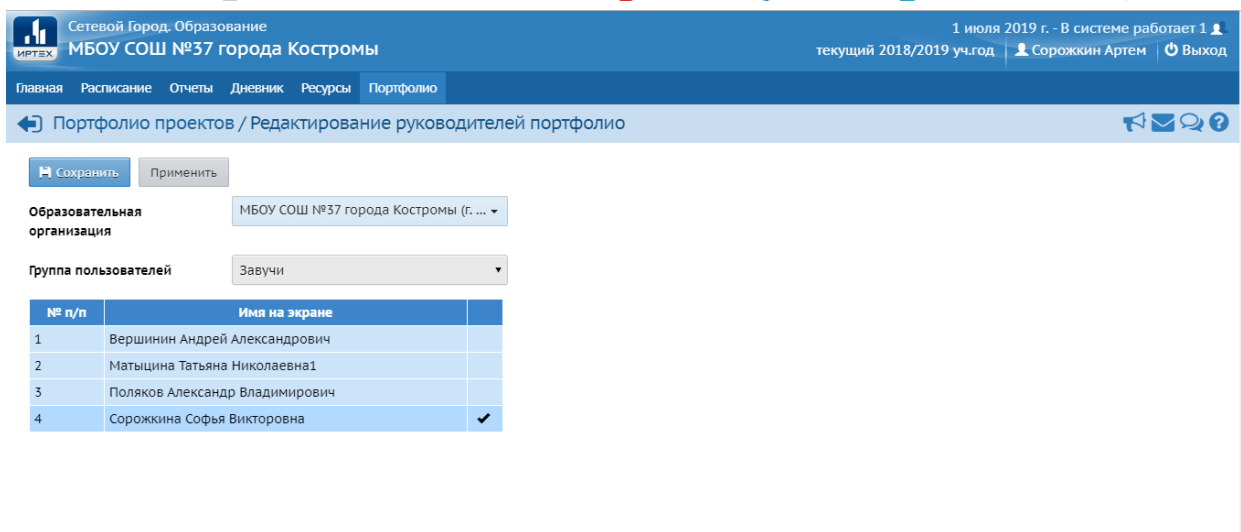 Сетевой Город. Образование
МБОУ СОШ №37 города Костромы
ИРТЕХ
1 июля 2019 г. - В системе работает 1
текущий 2018/2019 уч.год Сорожкин Артем Выход
Главная Расписание Отчеты Дневник Ресурсы Портфолио
Портфолио проектов / Редактирование руководителей портфолио
Сохранить Применить
Образовательная
организация
МБОУ СОШ №37 города Костромы (г. ...
Группа пользователей Завучи
№ п/п Имя на экране
1 Вершинин Андрей Александрович
2 Матыцина Татьяна Николаевна1
3 Поляков Александр Владимирович
4 Сорожкина Софья Викторовна